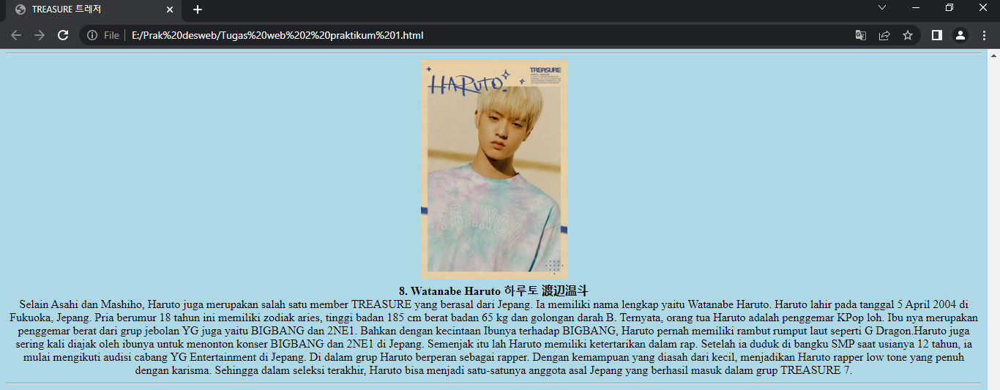 TREASURE 트레저
File
E:/Prak%20desweb/Tugas%20web%202%20praktikum%201.html
HARUTO
TREASURE
FRANCH
8. Watanabe Haruto 하루토 渡辺温斗
Selain Asahi dan Mashiho, Haruto juga merupakan salah satu member TREASURE yang berasal dari Jepang. Ia memiliki nama lengkap yaitu Watanabe Haruto. Haruto lahir pada tanggal 5 April 2004 di
Fukuoka, Jepang. Pria berumur 18 tahun ini memiliki zodiak aries, tinggi badan 185 cm berat badan 65 kg dan golongan darah B. Ternyata, orang tua Haruto adalah penggemar KPop loh. Ibu nya merupakan
penggemar berat dari grup jebolan YG juga yaitu BIGBANG dan 2NE1. Bahkan dengan kecintaan Ibunya terhadap BIGBANG, Haruto pernah memiliki rambut rumput laut seperti G Dragon.Haruto juga
sering kali diajak oleh ibunya untuk menonton konser BIGBANG dan 2NE1 di Jepang. Semenjak itu lah Haruto memiliki ketertarikan dalam rap. Setelah ia duduk di bangku SMP saat usianya 12 tahun, ia
mulai mengikuti audisi cabang YG Entertainment di Jepang. Di dalam grup Haruto berperan sebagai rapper. Dengan kemampuan yang diasah dari kecil, menjadikan Haruto rapper low tone yang penuh
dengan karisma. Sehingga dalam seleksi terakhir, Haruto bisa menjadi satu-satunya anggota asal Jepang yang berhasil masuk dalam grup TREASURE 7.